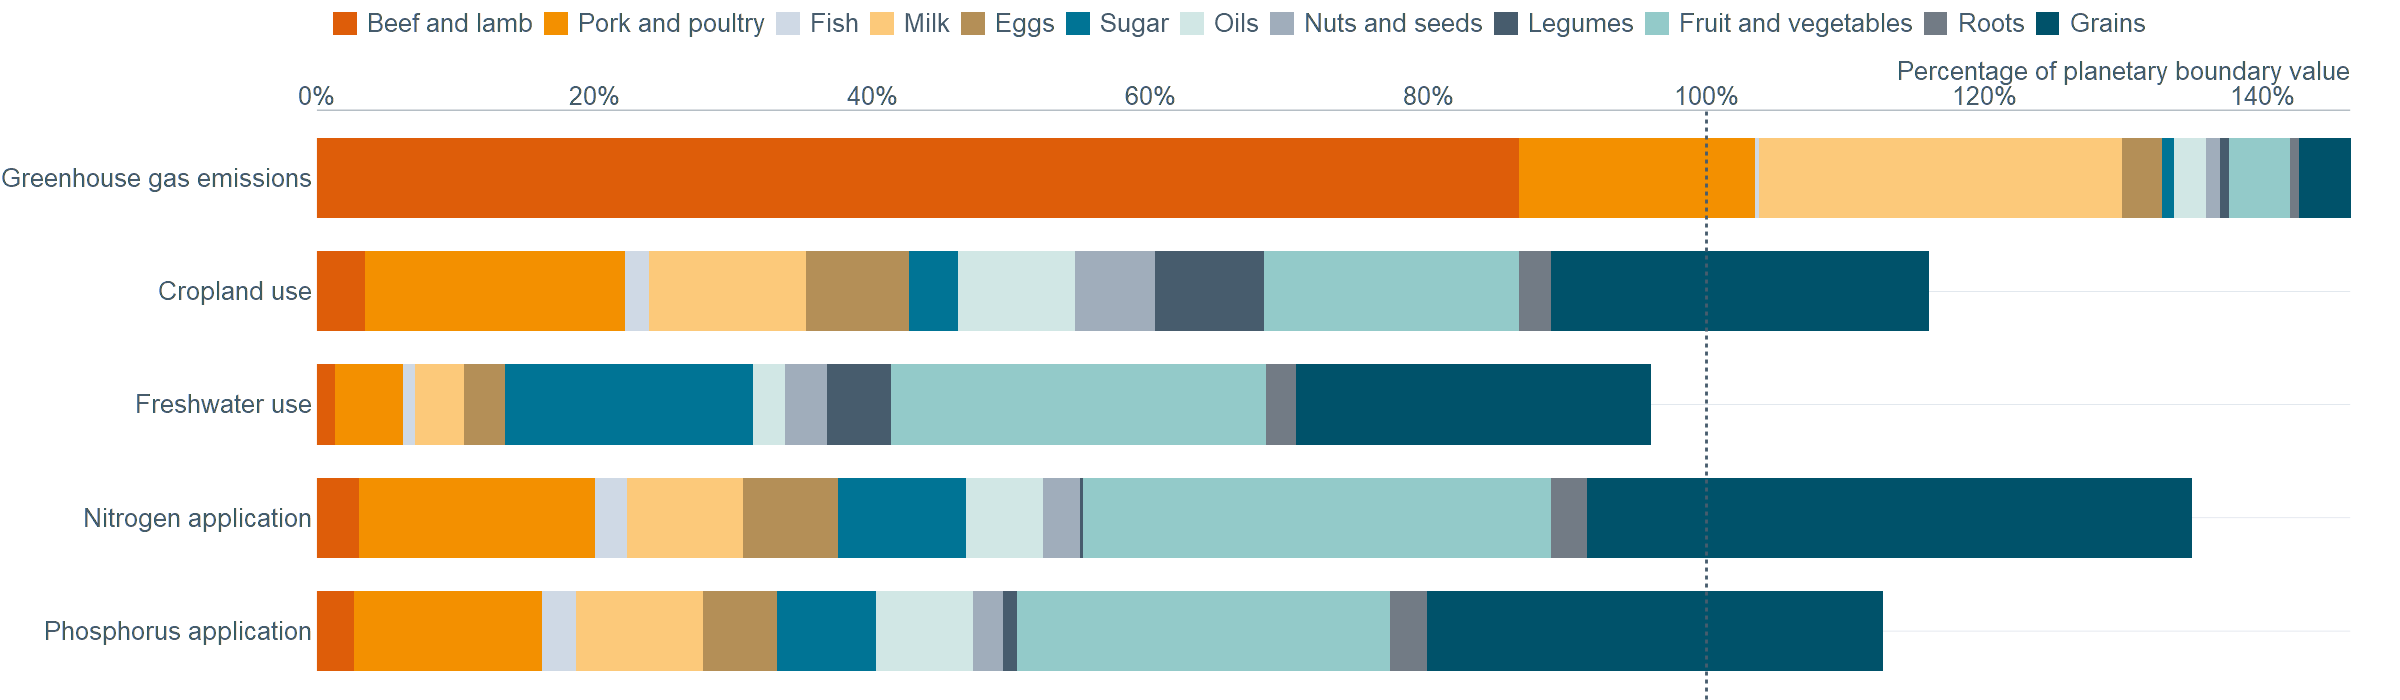 Beef and lamb Pork and poultry Fish Milk Eggs Sugar Oils Nuts and seeds Legumes Fruit and vegetables Roots Grains
Percentage of planetary boundary value
0% 20% 40% 60% 80% 100% 120% 140%
Greenhouse gas emissions
Cropland use
Freshwater use
Nitrogen application
Phosphorus application